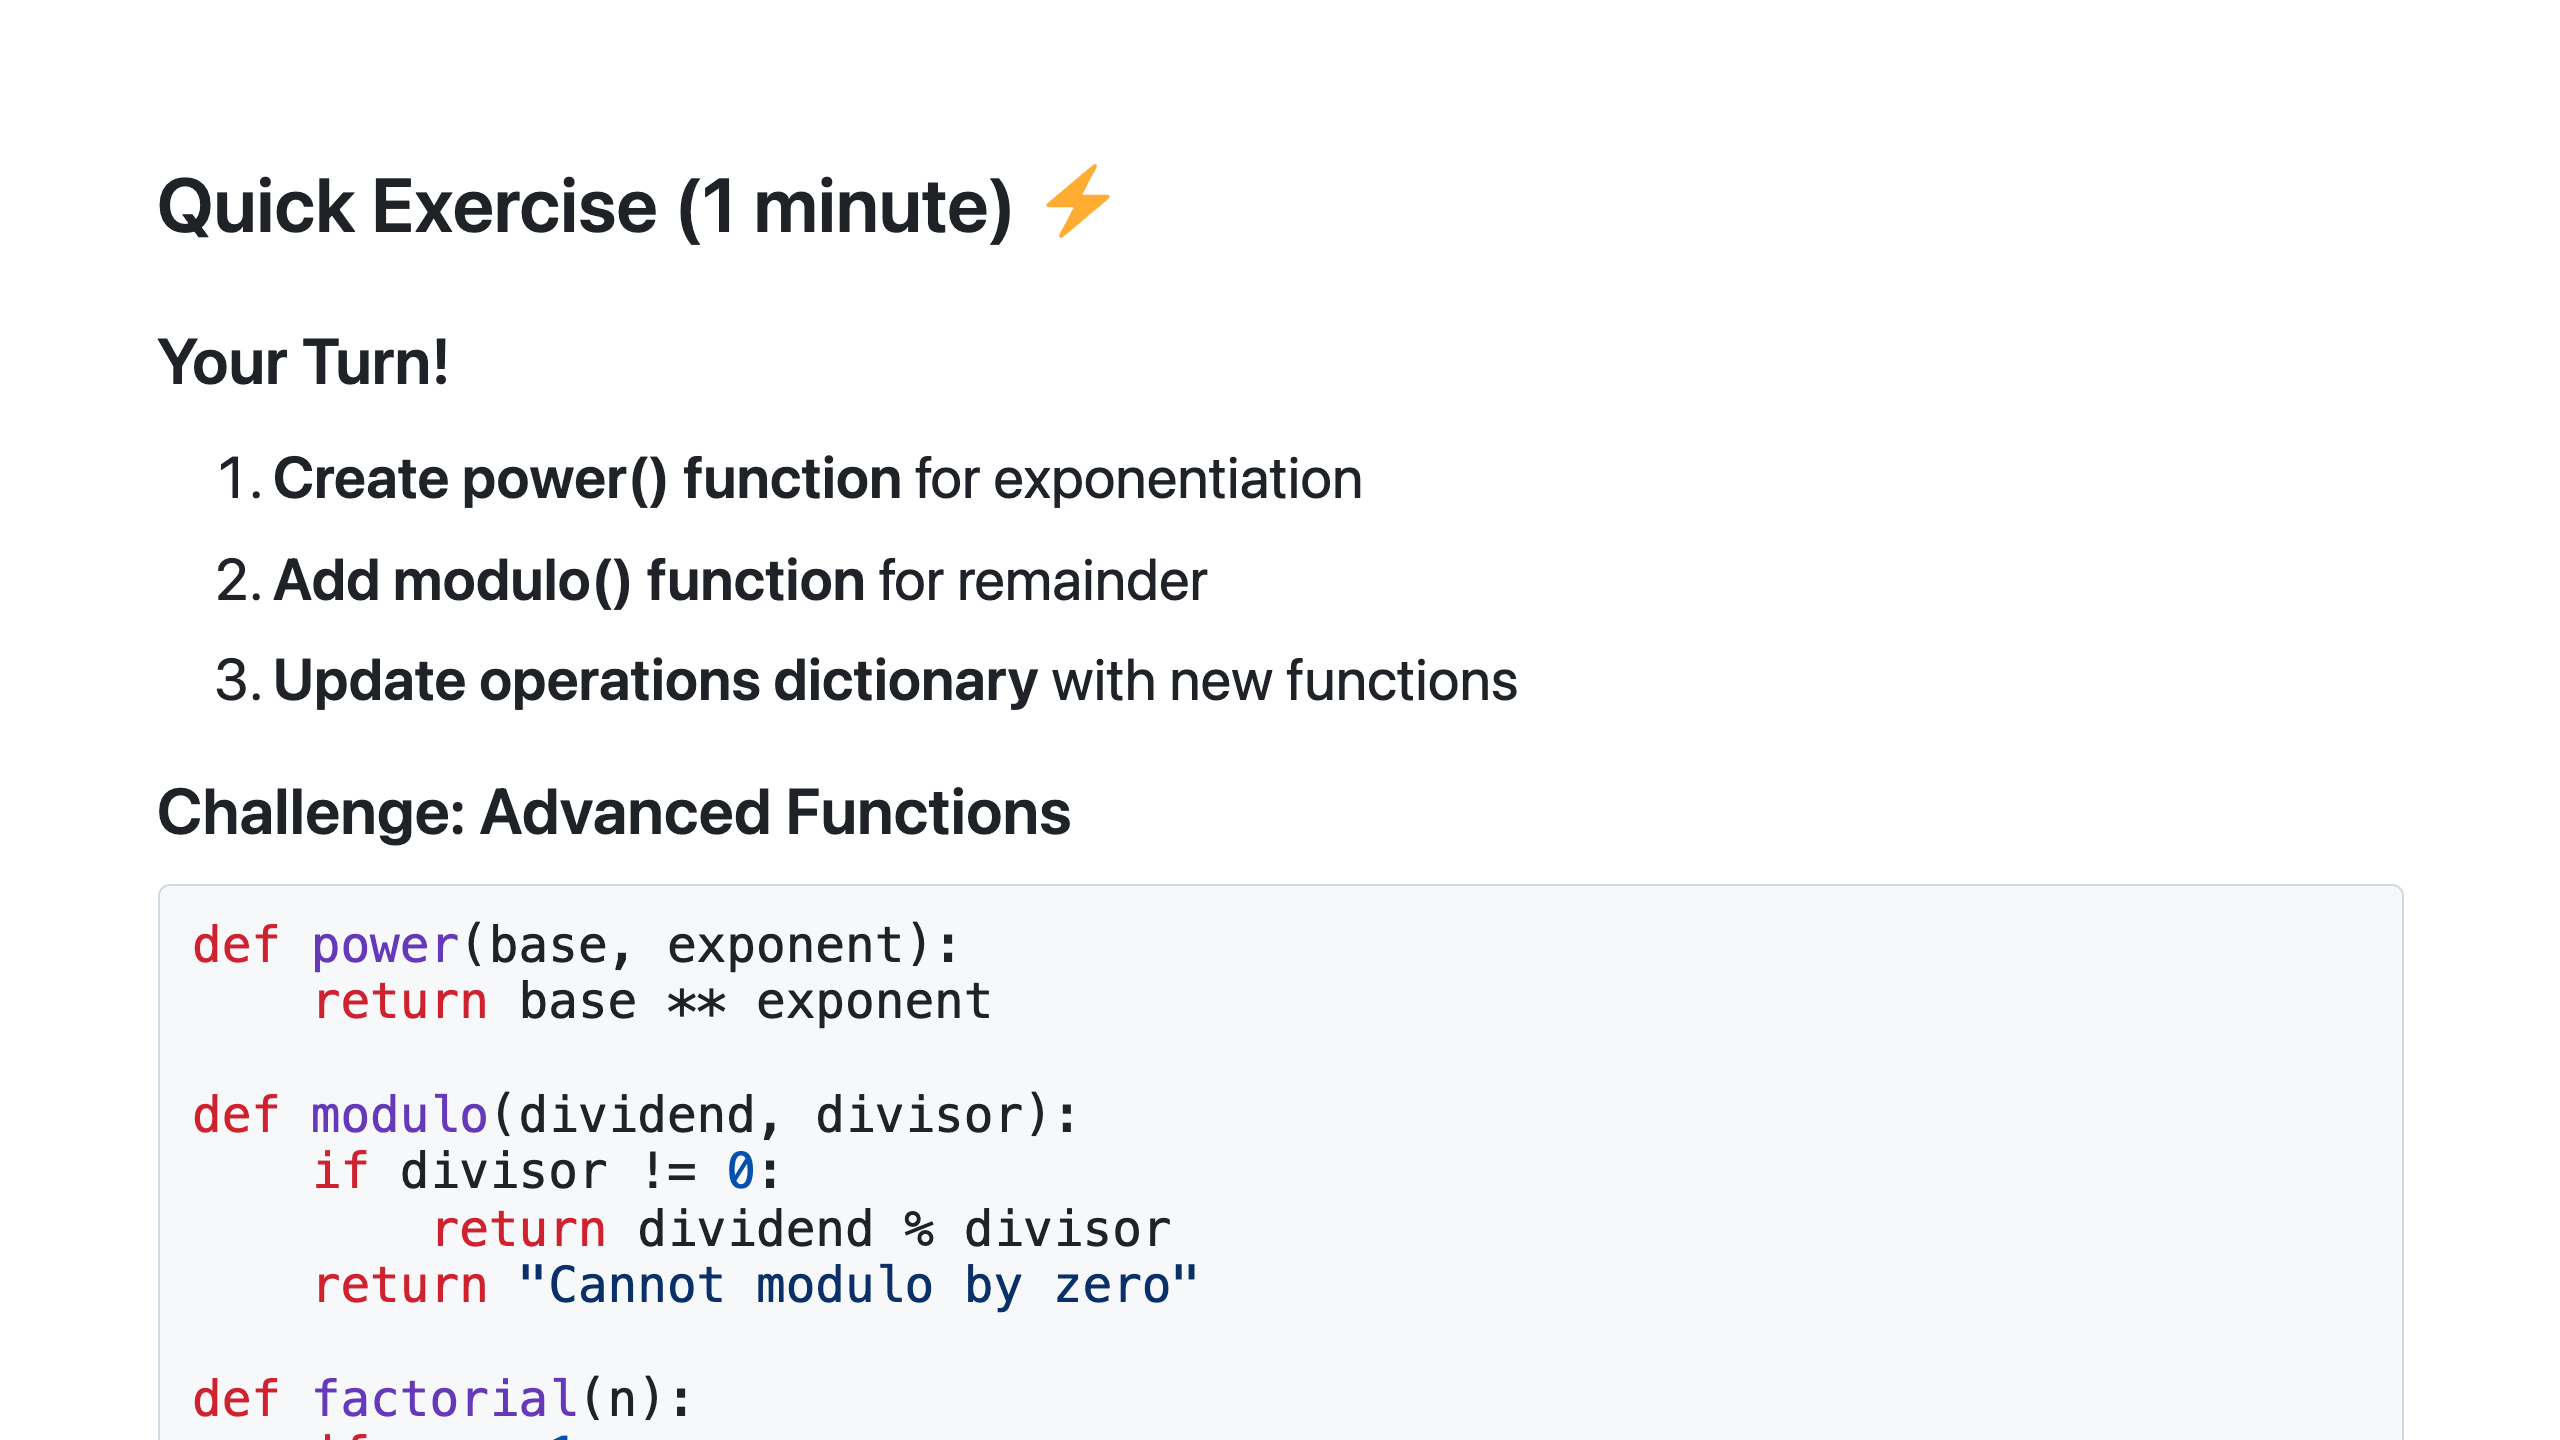 Quick Exercise (1 minute) ⚡
Your Turn!
1. Create power() function for exponentiation
2. Add modulo() function for remainder
3. Update operations dictionary with new functions
Challenge: Advanced Functions
def power(base, exponent):
    return base ** exponent

def modulo(dividend, divisor):
    if divisor != 0:
        return dividend % divisor
    return "Cannot modulo by zero"

def factorial(n):